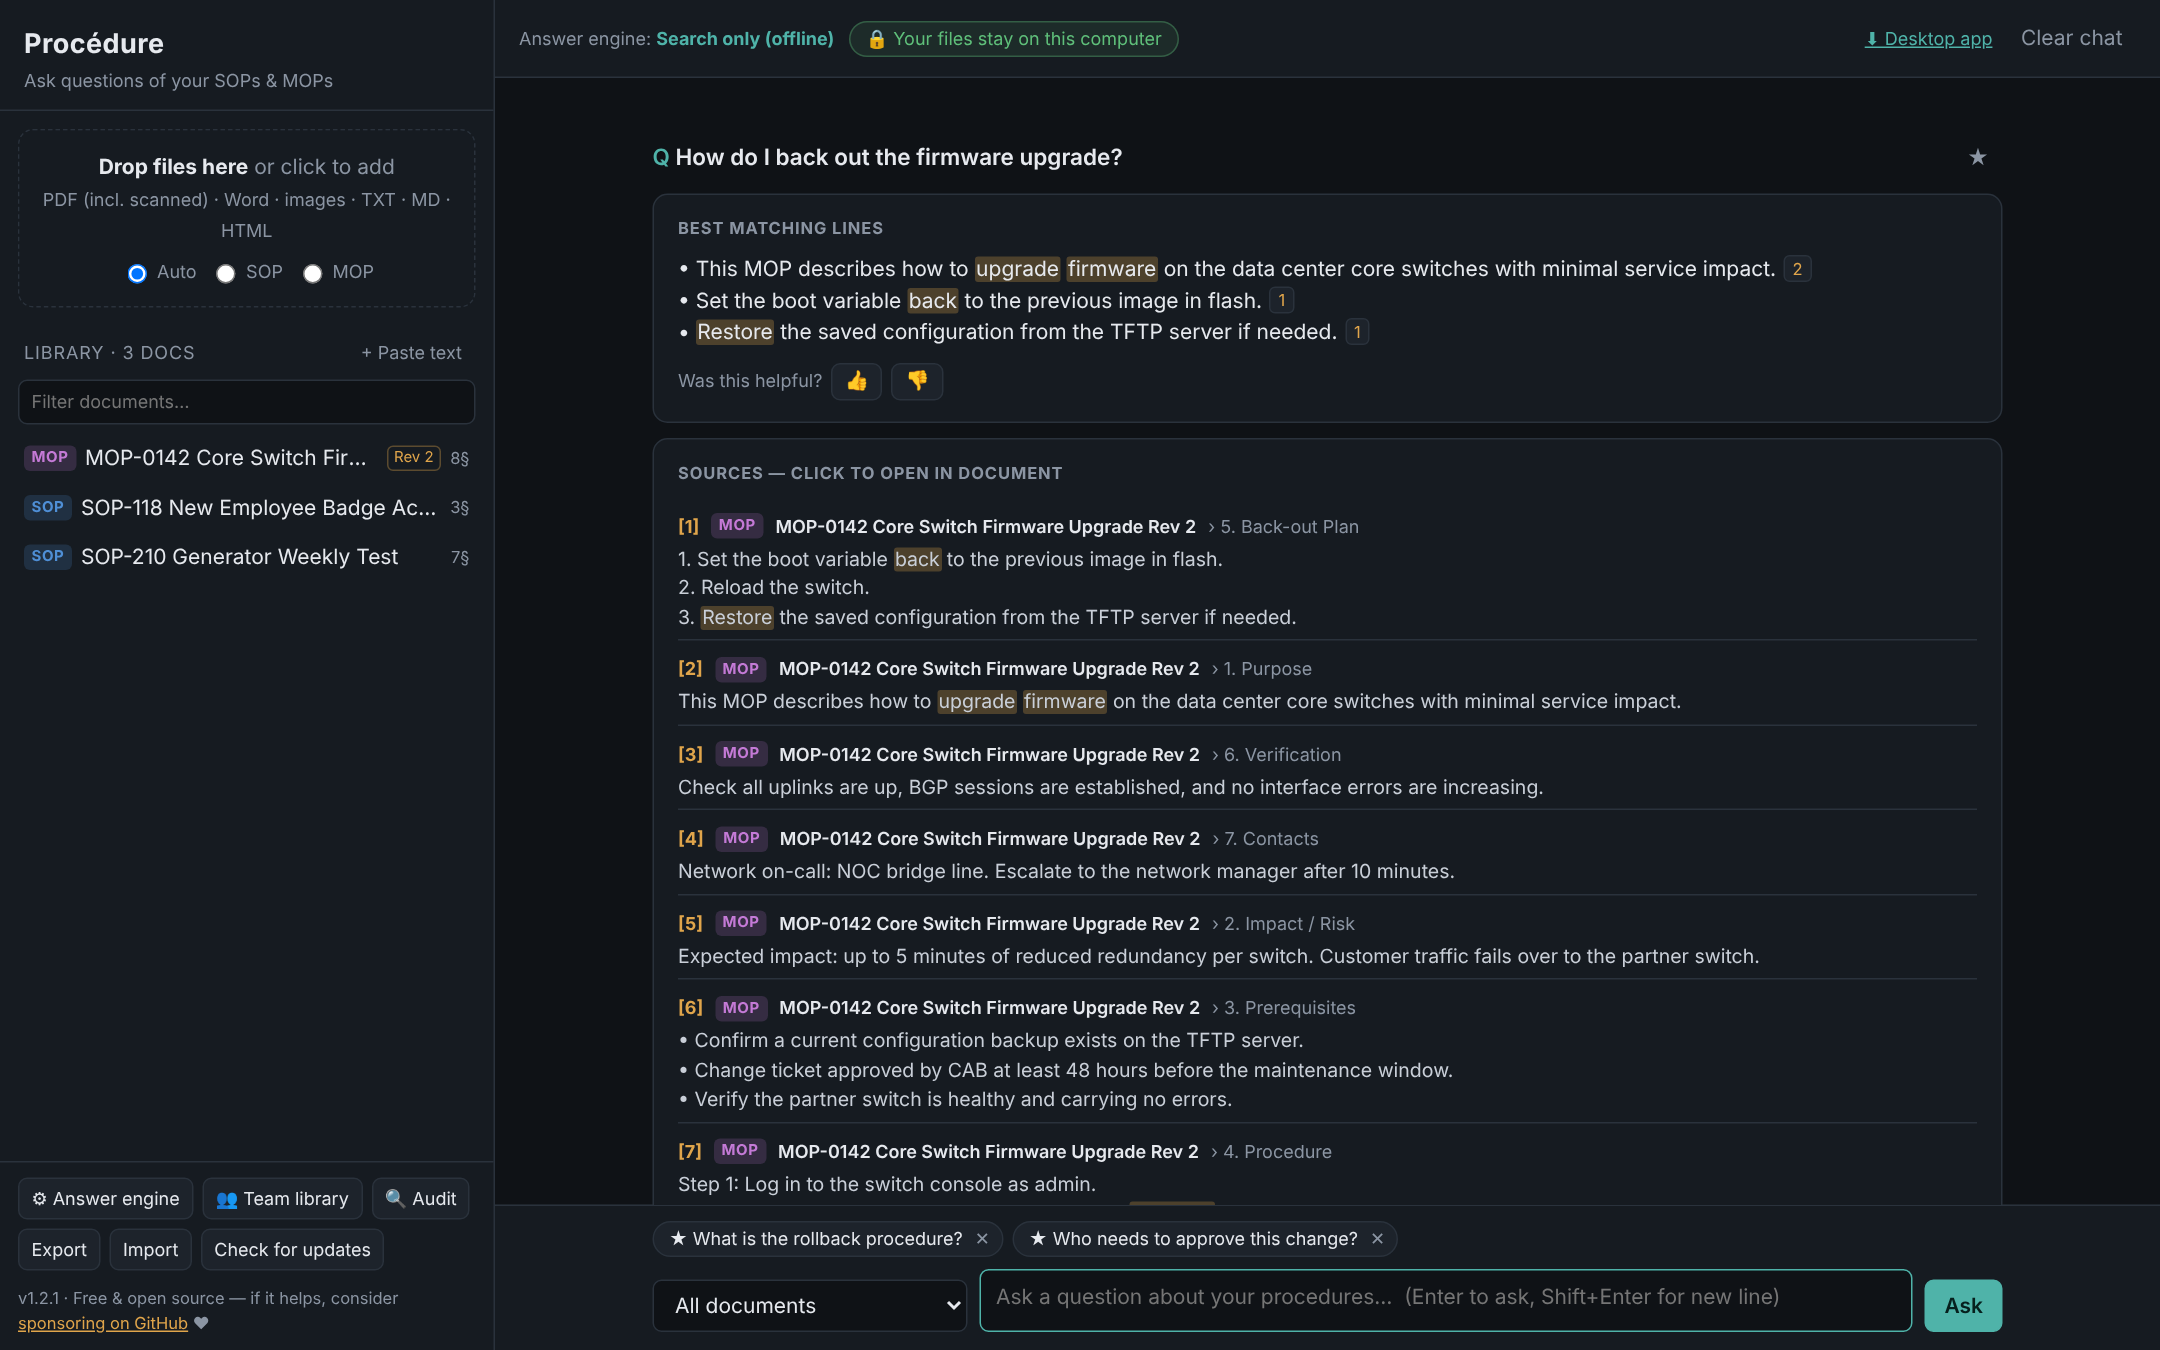 Procédure
Ask questions of your SOPs & MOPs
Drop files here or click to add
PDF (incl. scanned) · Word · images · TXT · MD ·
HTML
Auto SOP MOP
LIBRARY · 3 DOCS + Paste text
Filter documents...
MOP MOP-0142 Core Switch Fir... Rev 2 8§
SOP SOP-118 New Employee Badge Ac... 3§
SOP SOP-210 Generator Weekly Test 7§
⚙ Answer engine 👥 Team library 🔍 Audit
Export Import Check for updates
v1.2.1 · Free & open source — if it helps, consider
sponsoring on GitHub ♥
Answer engine: Search only (offline) 🔒 Your files stay on this computer ⬇ Desktop app Clear chat
Q How do I back out the firmware upgrade? ★
BEST MATCHING LINES
• This MOP describes how to upgrade firmware on the data center core switches with minimal service impact. 2
• Set the boot variable back to the previous image in flash. 1
• Restore the saved configuration from the TFTP server if needed. 1
Was this helpful? 👍 👎
SOURCES — CLICK TO OPEN IN DOCUMENT
[1] MOP MOP-0142 Core Switch Firmware Upgrade Rev 2 › 5. Back-out Plan
1. Set the boot variable back to the previous image in flash.
2. Reload the switch.
3. Restore the saved configuration from the TFTP server if needed.
[2] MOP MOP-0142 Core Switch Firmware Upgrade Rev 2 › 1. Purpose
This MOP describes how to upgrade firmware on the data center core switches with minimal service impact.
[3] MOP MOP-0142 Core Switch Firmware Upgrade Rev 2 › 6. Verification
Check all uplinks are up, BGP sessions are established, and no interface errors are increasing.
[4] MOP MOP-0142 Core Switch Firmware Upgrade Rev 2 › 7. Contacts
Network on-call: NOC bridge line. Escalate to the network manager after 10 minutes.
[5] MOP MOP-0142 Core Switch Firmware Upgrade Rev 2 › 2. Impact / Risk
Expected impact: up to 5 minutes of reduced redundancy per switch. Customer traffic fails over to the partner switch.
[6] MOP MOP-0142 Core Switch Firmware Upgrade Rev 2 › 3. Prerequisites
• Confirm a current configuration backup exists on the TFTP server.
• Change ticket approved by CAB at least 48 hours before the maintenance window.
• Verify the partner switch is healthy and carrying no errors.
[7] MOP MOP-0142 Core Switch Firmware Upgrade Rev 2 › 4. Procedure
Step 1: Log in to the switch console as admin.
★ What is the rollback procedure? ✕ ★ Who needs to approve this change? ✕
All documents Ask a question about your procedures... (Enter to ask, Shift+Enter for new line) Ask